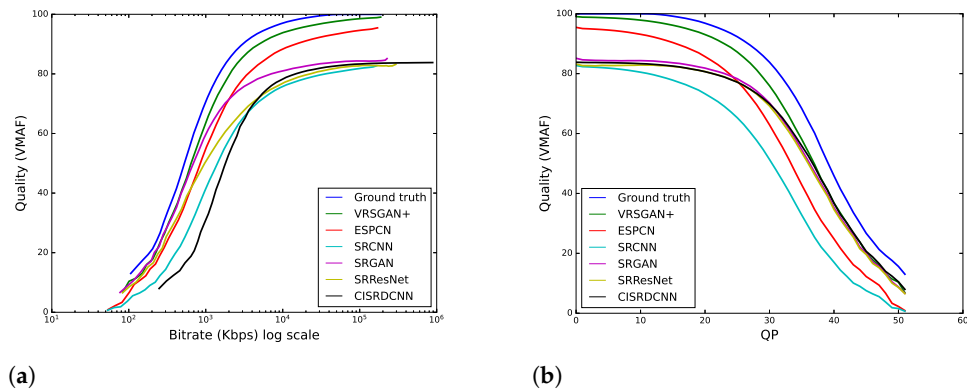 Quality (VMAF)
100
80
60
40
20
0
Ground truth
VRSGAN+
ESPCN
SRCNN
SRGAN
SRResNet
CISRDCNN
10^1
10^2
10^3
10^4
10^5
10^6
Bitrate (Kbps) log scale
(a)
Quality (VMAF)
100
80
60
40
20
0
Ground truth
VRSGAN+
ESPCN
SRCNN
SRGAN
SRResNet
CISRDCNN
0
10
20
30
40
50
60
QP
(b)